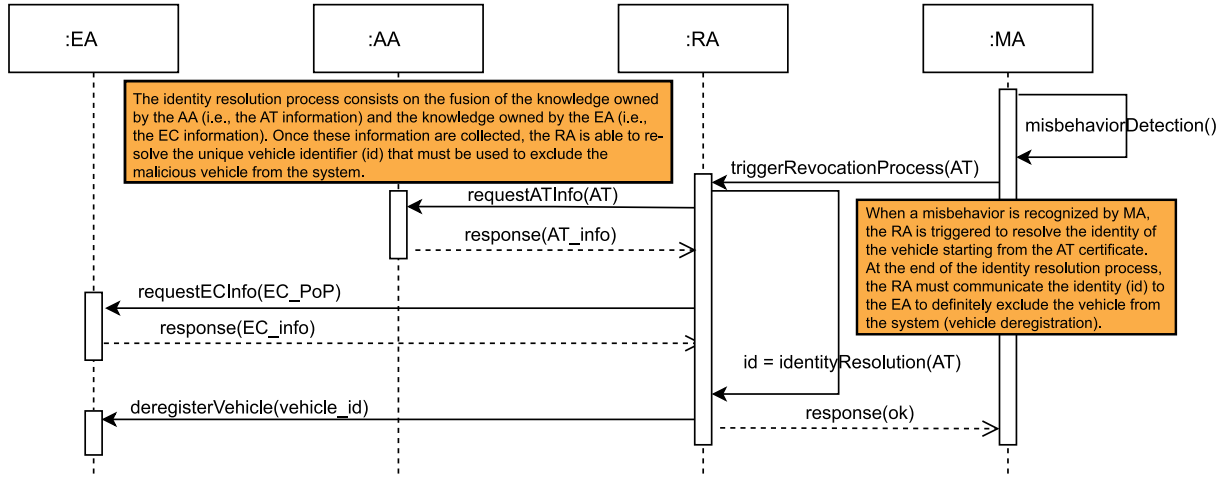 :EA
:AA
:RA
:MA
The identity resolution process consists on the fusion of the knowledge owned
by the AA (i.e., the AT information) and the knowledge owned by the EA (i.e.,
the EC information). Once these information are collected, the RA is able to re-
solve the unique vehicle identifier (id) that must be used to exclude the
malicious vehicle from the system.
misbehaviorDetection()
triggerRevocationProcess(AT)
requestATInfo(AT)
When a misbehavior is recognized by MA,
the RA is triggered to resolve the identity of
the vehicle starting from the AT certificate.
At the end of the identity resolution process,
the RA must communicate the identity (id) to
the EA to definitely exclude the vehicle from
the system (vehicle deregistration).
response(AT_info)
requestECInfo(EC_PoP)
response(EC_info)
id = identityResolution(AT)
deregisterVehicle(vehicle_id)
response(ok)